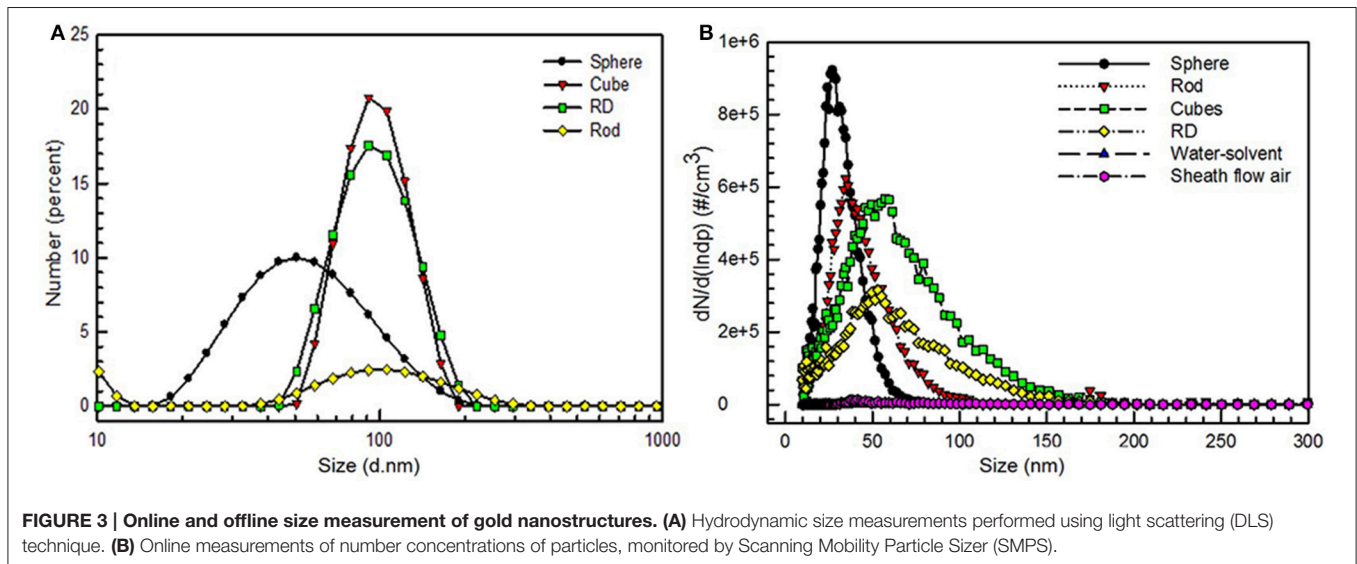 A
Number (percent)
25
20
15
10
5
0
10
100
1000
Size (d.nm)
Sphere
Cube
RD
Rod
B
dN/d(lndp) (#/cm³)
1e+6
8e+5
6e+5
4e+5
2e+5
0
0
50
100
150
200
250
300
Size (nm)
Sphere
Rod
Cubes
RD
Water-solvent
Sheath flow air
FIGURE 3 | Online and offline size measurement of gold nanostructures. (A) Hydrodynamic size measurements performed using light scattering (DLS)
technique. (B) Online measurements of number concentrations of particles, monitored by Scanning Mobility Particle Sizer (SMPS).